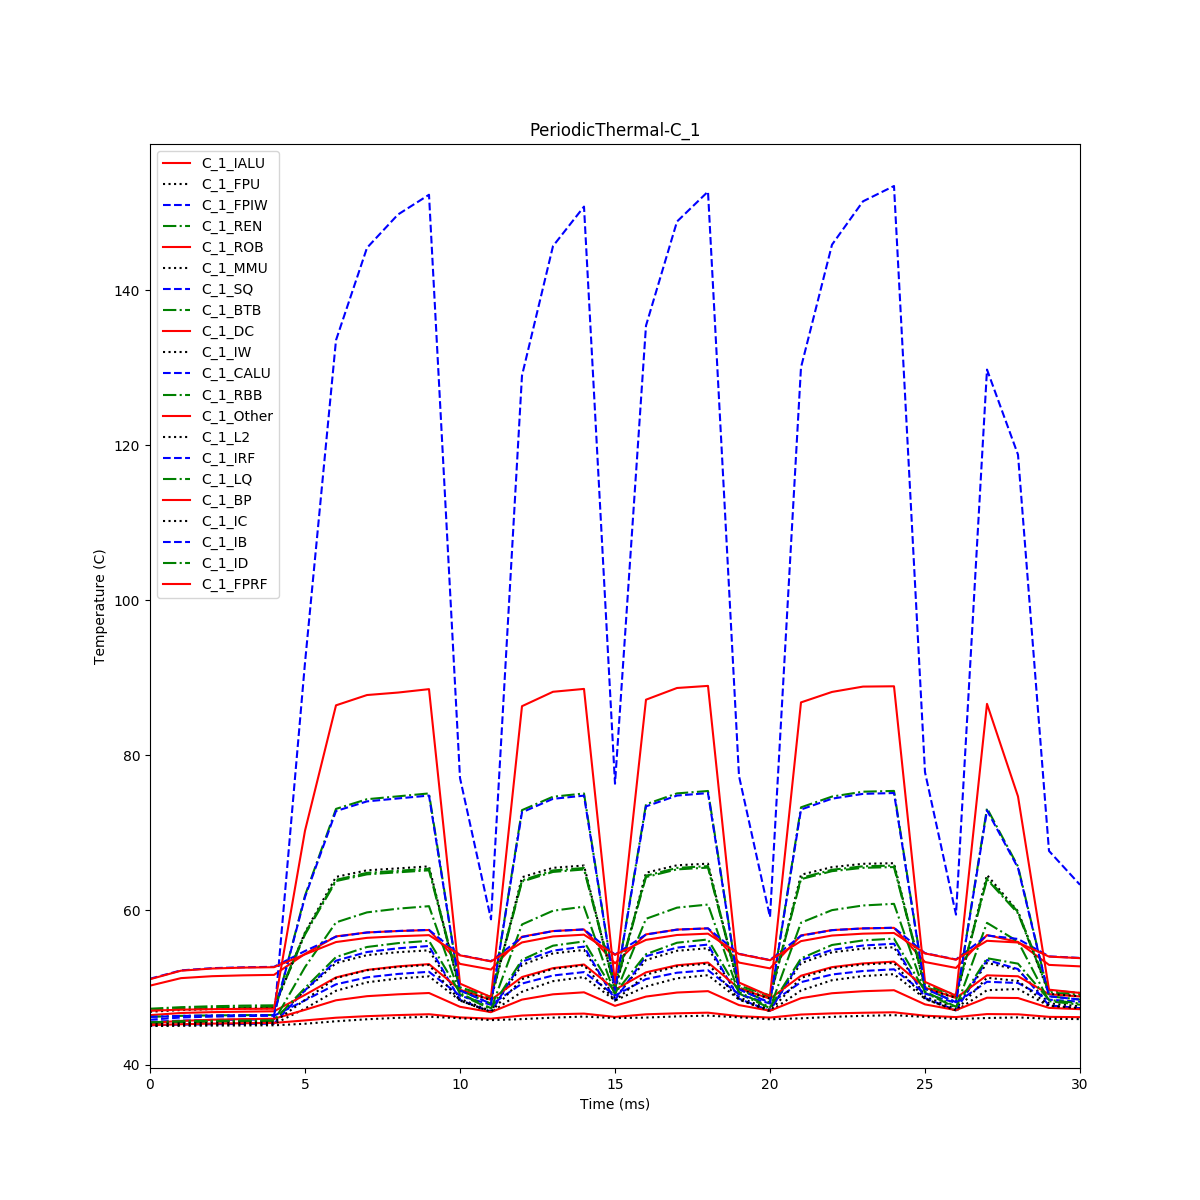 PeriodicThermal-C_1
C_1_IALU
C_1_FPU
C_1_FPIW
C_1_REN
C_1_ROB
C_1_MMU
C_1_SQ
C_1_BTB
C_1_DC
C_1_IW
C_1_CALU
C_1_RBB
C_1_Other
C_1_L2
C_1_IRF
C_1_LQ
C_1_BP
C_1_IC
C_1_IB
C_1_ID
C_1_FPRF
140
120
100
80
60
40
Temperature (C)
0 5 10 15 20 25 30
Time (ms)